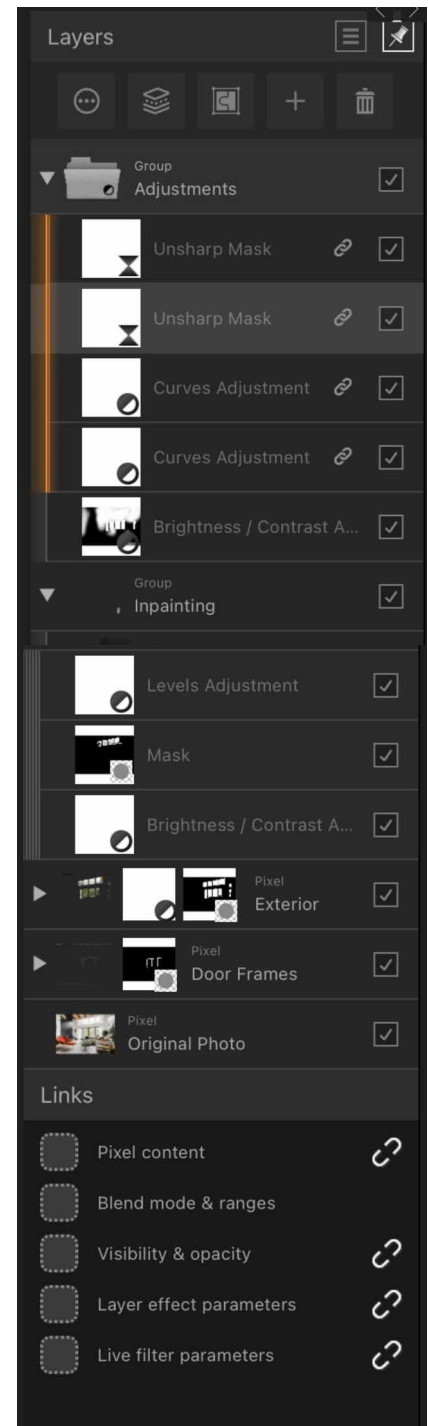 Layers
Group
Adjustments
Unsharp Mask
Unsharp Mask
Curves Adjustment
Curves Adjustment
Brightness / Contrast A...
Group
Inpainting
Levels Adjustment
Mask
Brightness / Contrast A...
Pixel
Exterior
Pixel
Door Frames
Pixel
Original Photo
Links
Pixel content
Blend mode & ranges
Visibility & opacity
Layer effect parameters
Live filter parameters